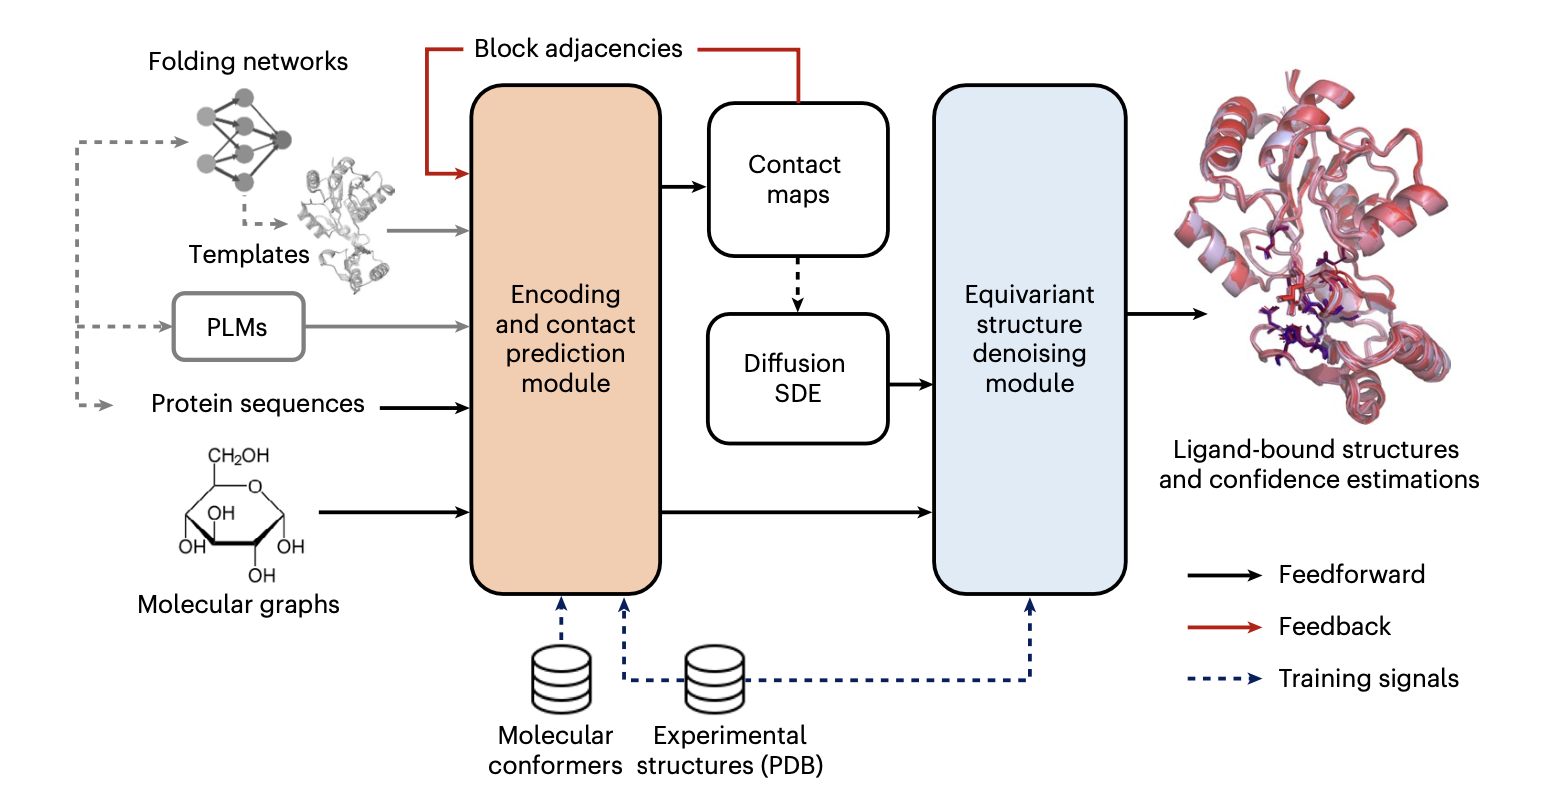 Block adjacencies
Folding networks
Templates
PLMs
Protein sequences
CH₂OH
O
OH
OH
OH
OH
Molecular graphs
Encoding
and contact
prediction
module
Contact
maps
Diffusion
SDE
Equivariant
structure
denoising
module
Ligand-bound structures
and confidence estimations
Feedforward
Feedback
Training signals
Molecular
conformers
Experimental
structures (PDB)